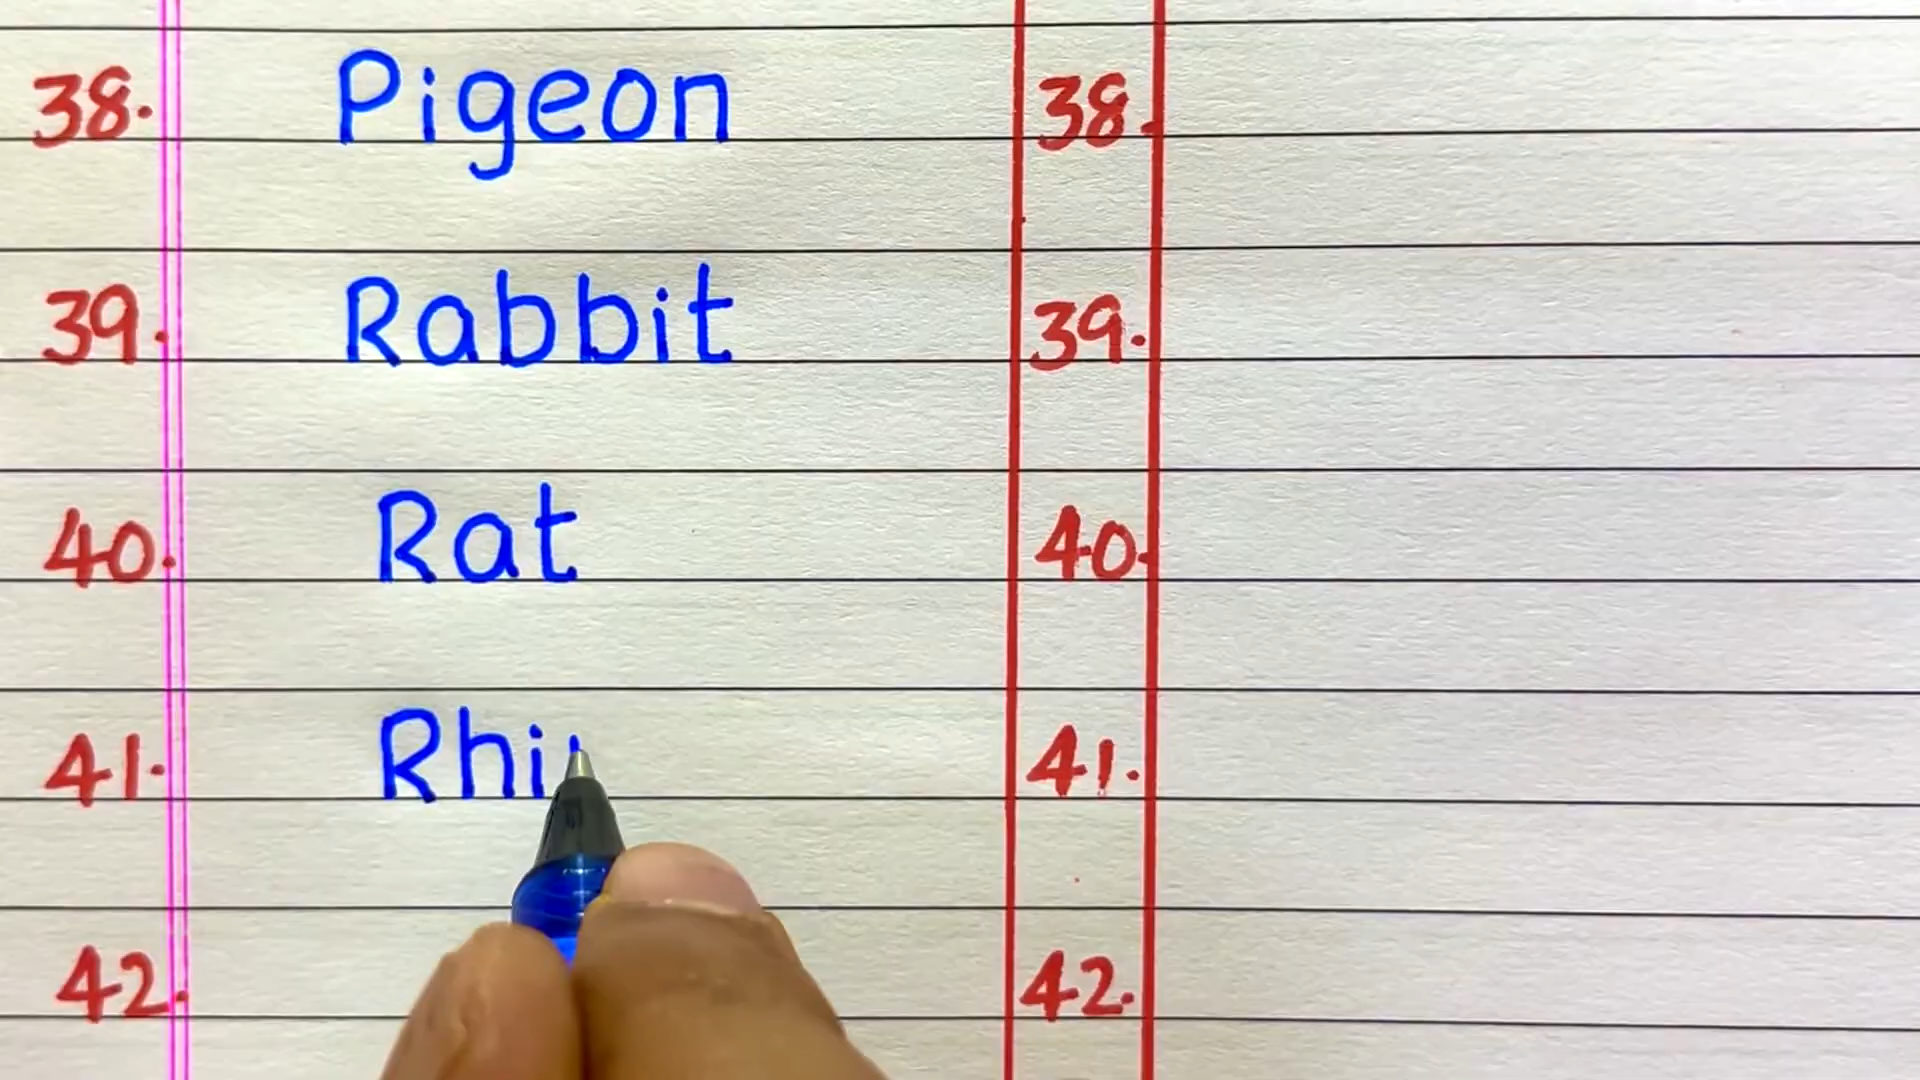 38. Pigeon 38.
39. Rabbit 39.
40. Rat 40.
41. Rhi 41.
42. 42.